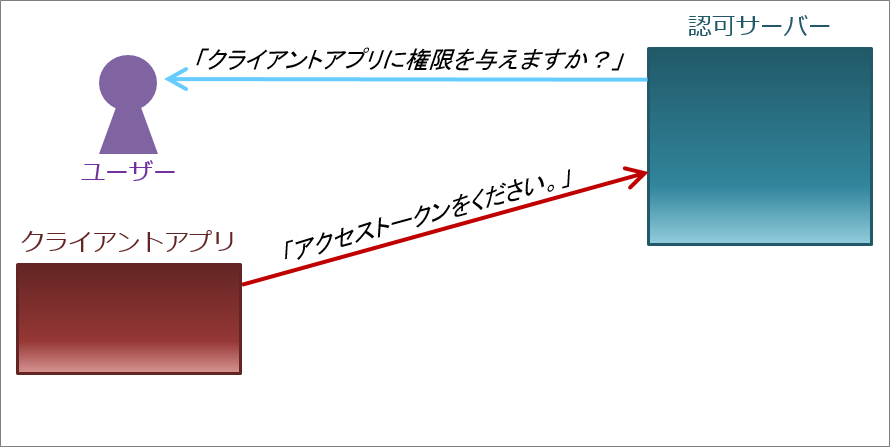 認可サーバー
「クライアントアプリに権限を与えますか？」
ユーザー
「アクセストークンをください。」
クライアントアプリ